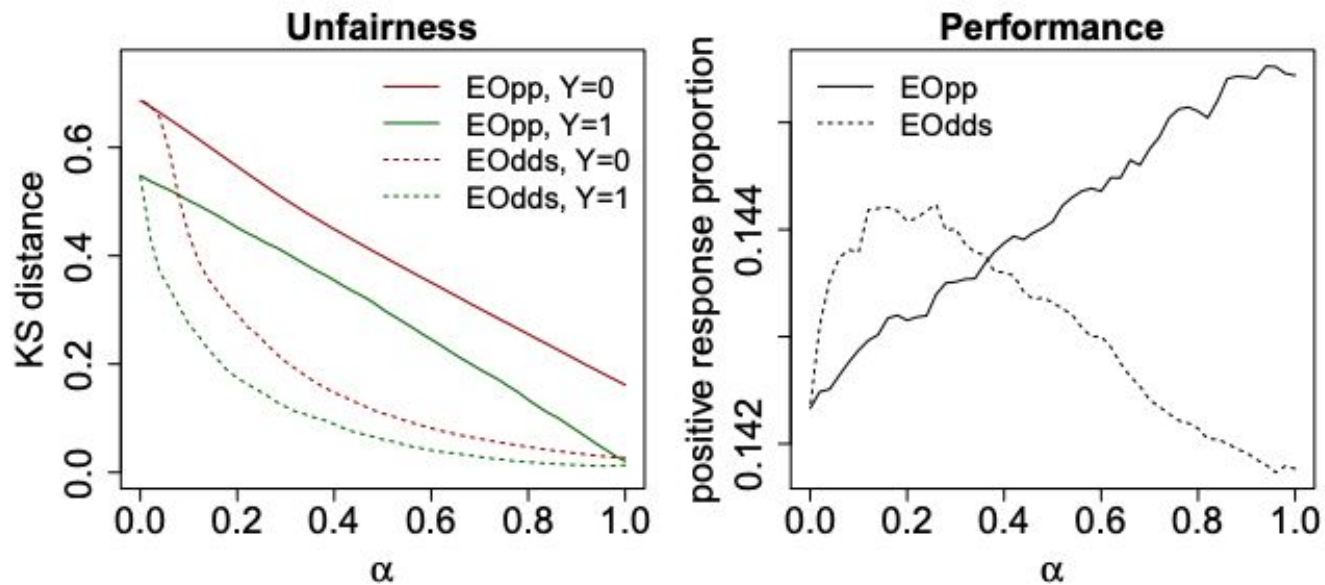 Unfairness
KS distance
0.0 0.2 0.4 0.6
EOpp, Y=0
EOpp, Y=1
EOdds, Y=0
EOdds, Y=1
0.0 0.2 0.4 0.6 0.8 1.0
α
Performance
positive response proportion
0.142 0.144
EOpp
EOdds
0.0 0.2 0.4 0.6 0.8 1.0
α